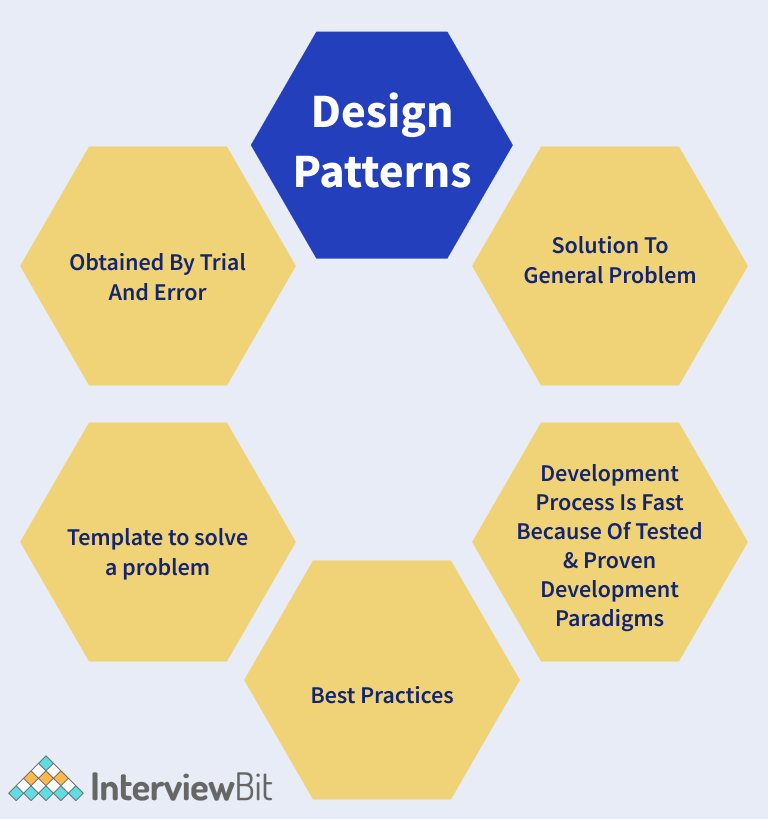 Design
Patterns
Obtained By Trial
And Error
Solution To
General Problem
Template to solve
a problem
Development
Process Is Fast
Because Of Tested
& Proven
Development
Paradigms
Best Practices
InterviewBit